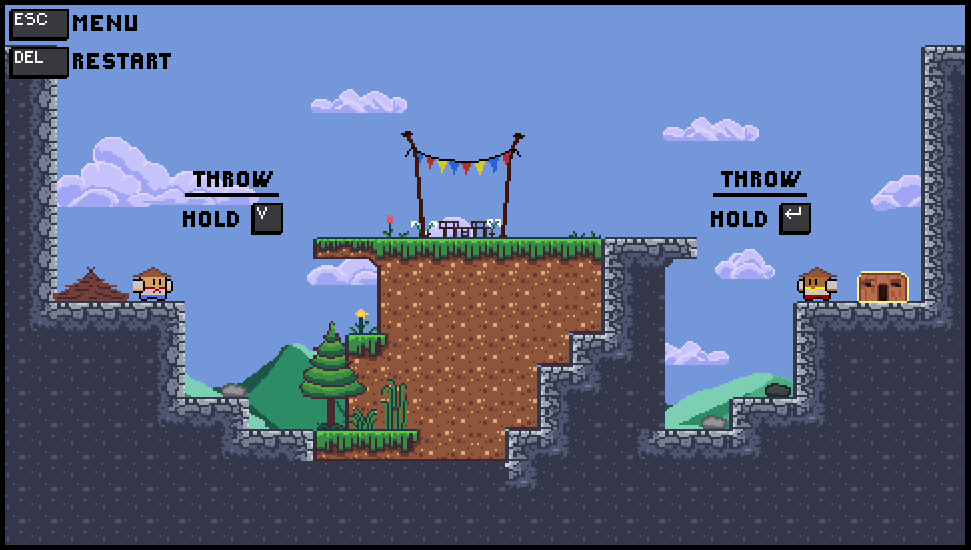 ESC MENU
DEL RESTART
THROW
HOLD Y
THROW
HOLD ↵